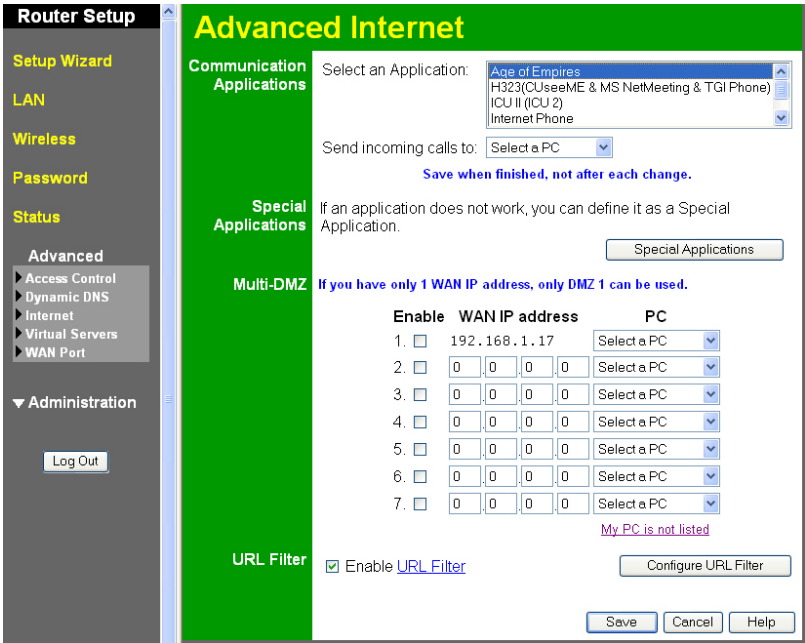 Router Setup
Setup Wizard
LAN
Wireless
Password
Status
Advanced
Access Control
Dynamic DNS
Internet
Virtual Servers
WAN Port
Administration
Log Out
Advanced Internet
Communication Applications
Select an Application:
Age of Empires
H323(CUseeME & MS NetMeeting & TGI Phone)
ICU II (ICU 2)
Internet Phone
Send incoming calls to: Select a PC
Save when finished, not after each change.
Special Applications
If an application does not work, you can define it as a Special
Application.
Special Applications
Multi-DMZ
If you have only 1 WAN IP address, only DMZ 1 can be used.
Enable WAN IP address PC
1. 192.168.1.17 Select a PC
2. 0 .0 .0 .0 Select a PC
3. 0 .0 .0 .0 Select a PC
4. 0 .0 .0 .0 Select a PC
5. 0 .0 .0 .0 Select a PC
6. 0 .0 .0 .0 Select a PC
7. 0 .0 .0 .0 Select a PC
My PC is not listed
URL Filter
Enable URL Filter
Configure URL Filter
Save Cancel Help